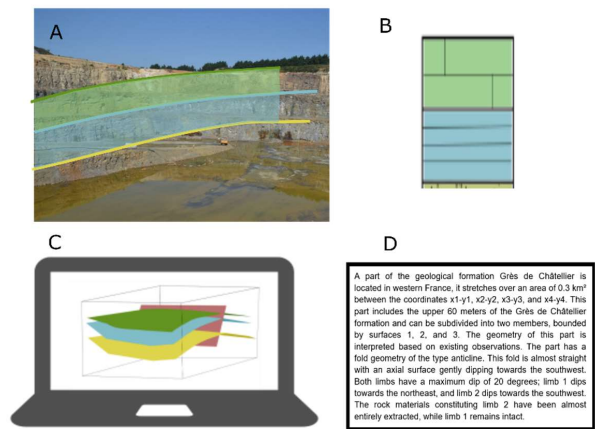 A
B
C
D
A part of the geological formation Grès de Châtellier is
located in western France, it stretches over an area of 0.3 km²
between the coordinates x1-y1, x2-y2, x3-y3, and x4-y4. This
part includes the upper 60 meters of the Grès de Châtellier
formation and can be subdivided into two members, bounded
by surfaces 1, 2, and 3. The geometry of this part is
interpreted based on existing observations. The part has a
fold geometry of the type anticline. This fold is almost straight
with an axial surface gently dipping towards the southwest.
Both limbs have a maximum dip of 20 degrees; limb 1 dips
towards the northeast, and limb 2 dips towards the southwest.
The rock materials constituting limb 2 have been almost
entirely extracted, while limb 1 remains intact.